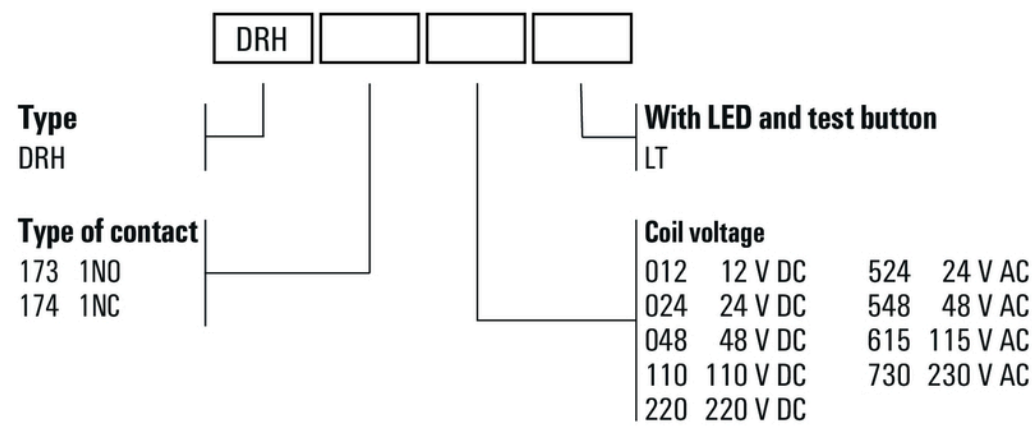 DRH
Type
DRH
With LED and test button
LT
Type of contact
173 1NO
174 1NC
Coil voltage
012 12 V DC 524 24 V AC
024 24 V DC 548 48 V AC
048 48 V DC 615 115 V AC
110 110 V DC 730 230 V AC
220 220 V DC